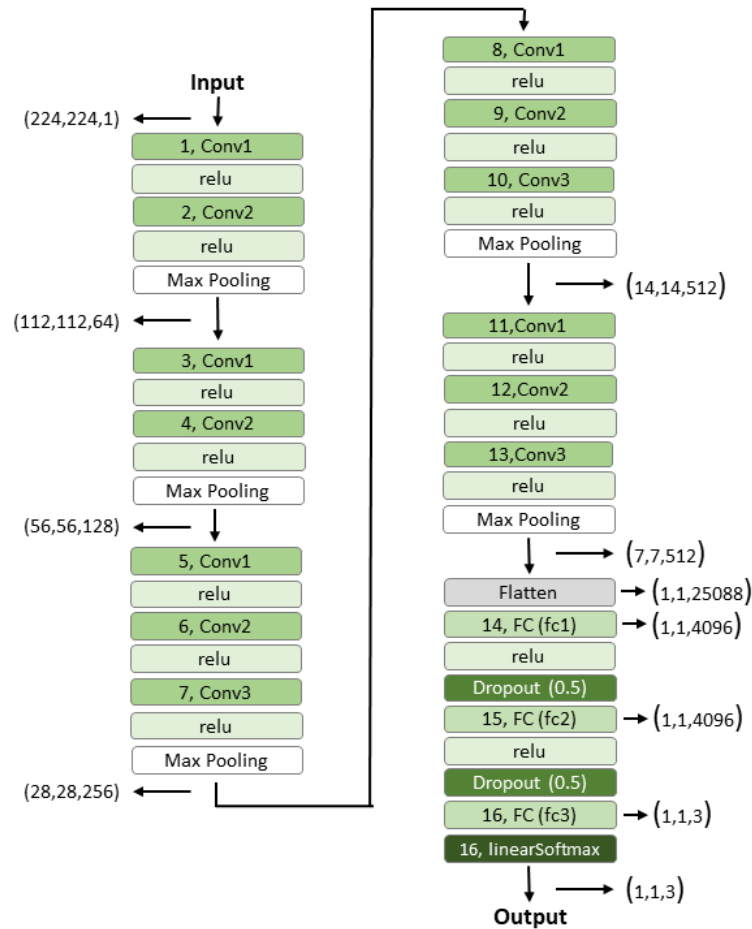 Input
(224,224,1)
1, Conv1
relu
2, Conv2
relu
Max Pooling
(112,112,64)
3, Conv1
relu
4, Conv2
relu
Max Pooling
(56,56,128)
5, Conv1
relu
6, Conv2
relu
7, Conv3
relu
Max Pooling
(28,28,256)
8, Conv1
relu
9, Conv2
relu
10, Conv3
relu
Max Pooling
(14,14,512)
11,Conv1
relu
12,Conv2
relu
13,Conv3
relu
Max Pooling
(7,7,512)
Flatten
(1,1,25088)
14, FC (fc1)
(1,1,4096)
relu
Dropout (0.5)
15, FC (fc2)
(1,1,4096)
relu
Dropout (0.5)
16, FC (fc3)
(1,1,3)
16, linearSoftmax
(1,1,3)
Output